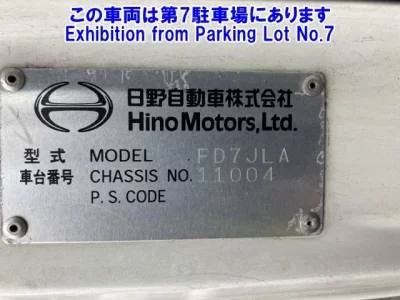 この車両は第7駐車場にあります
Exhibition from Parking Lot No.7
日野自動車株式会社
Hino Motors, Ltd.
型式 MODEL FD7JLA
車台番号 CHASSIS NO. 11004
P. S. CODE